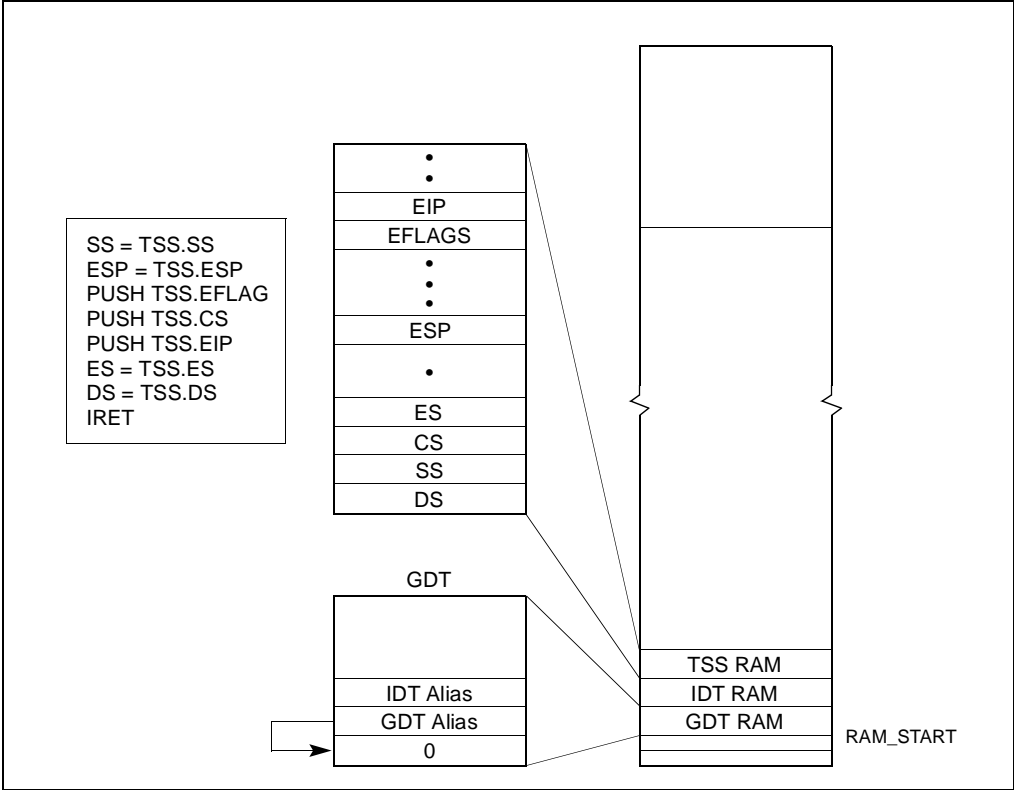 SS = TSS.SS
ESP = TSS.ESP
PUSH TSS.EFLAG
PUSH TSS.CS
PUSH TSS.EIP
ES = TSS.ES
DS = TSS.DS
IRET
EIP
EFLAGS
ESP
ES
CS
SS
DS
GDT
IDT Alias
GDT Alias
0
TSS RAM
IDT RAM
GDT RAM
RAM_START